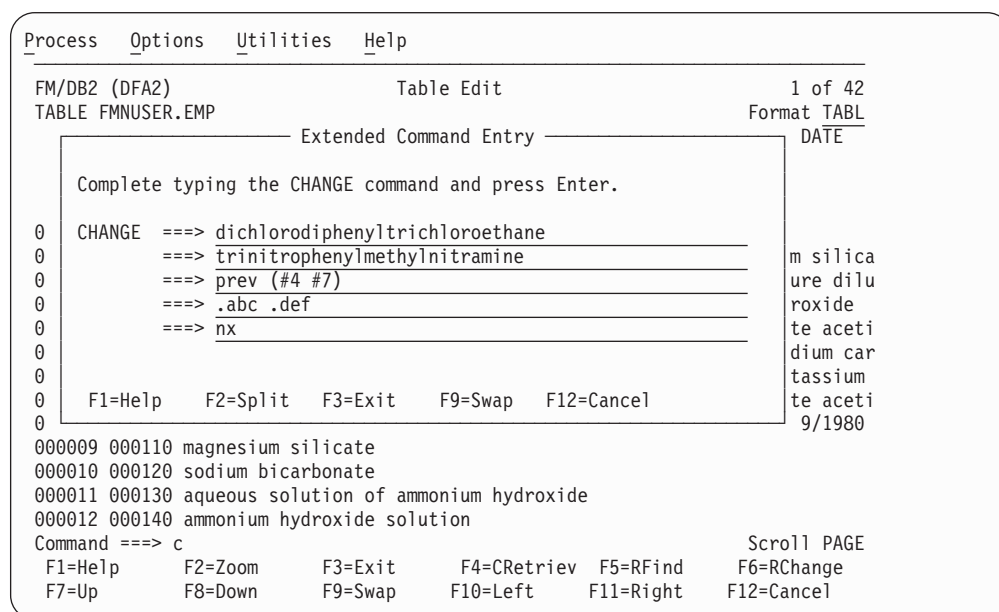 Process Options Utilities Help
FM/DB2 (DFA2) Table Edit 1 of 42
TABLE FMNUSER.EMP Format TABL
Extended Command Entry DATE
Complete typing the CHANGE command and press Enter.
0 CHANGE ===> dichlorodiphenyltrichloroethane
0 ===> trinitrophenylmethylnitramine m silica
0 ===> prev (#4 #7) ure dilu
0 ===> .abc .def roxide
0 ===> nx te aceti
0 dium car
0 tassium
0 F1=Help F2=Split F3=Exit F9=Swap F12=Cancel te aceti
0 9/1980
000009 000110 magnesium silicate
000010 000120 sodium bicarbonate
000011 000130 aqueous solution of ammonium hydroxide
000012 000140 ammonium hydroxide solution
Command ===> c Scroll PAGE
F1=Help F2=Zoom F3=Exit F4=CRetriev F5=RFind F6=RChange
F7=Up F8=Down F9=Swap F10=Left F11=Right F12=Cancel